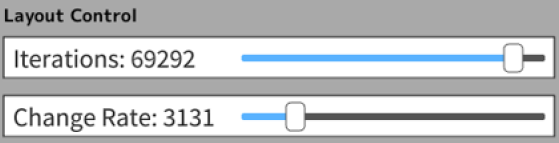 Layout Control
Iterations: 69292
Change Rate: 3131